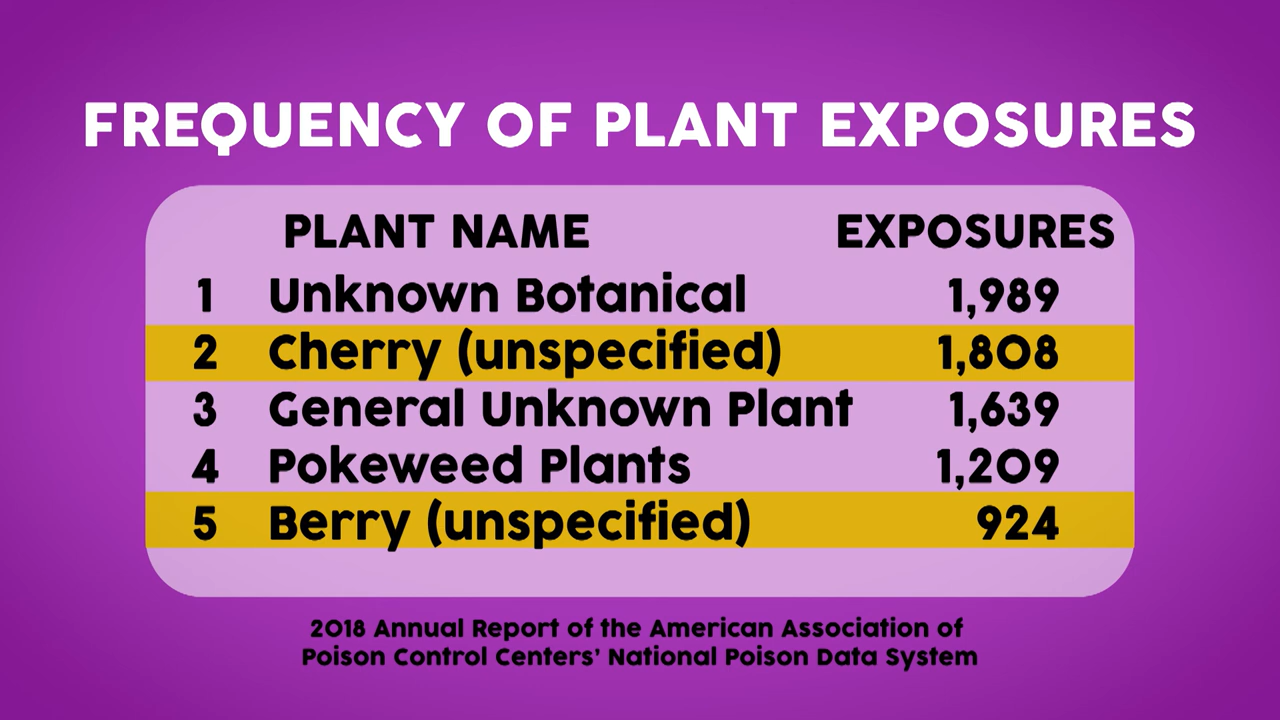 FREQUENCY OF PLANT EXPOSURES
PLANT NAME EXPOSURES
1 Unknown Botanical 1,989
2 Cherry (unspecified) 1,808
3 General Unknown Plant 1,639
4 Pokeweed Plants 1,209
5 Berry (unspecified) 924
2018 Annual Report of the American Association of
Poison Control Centers' National Poison Data System